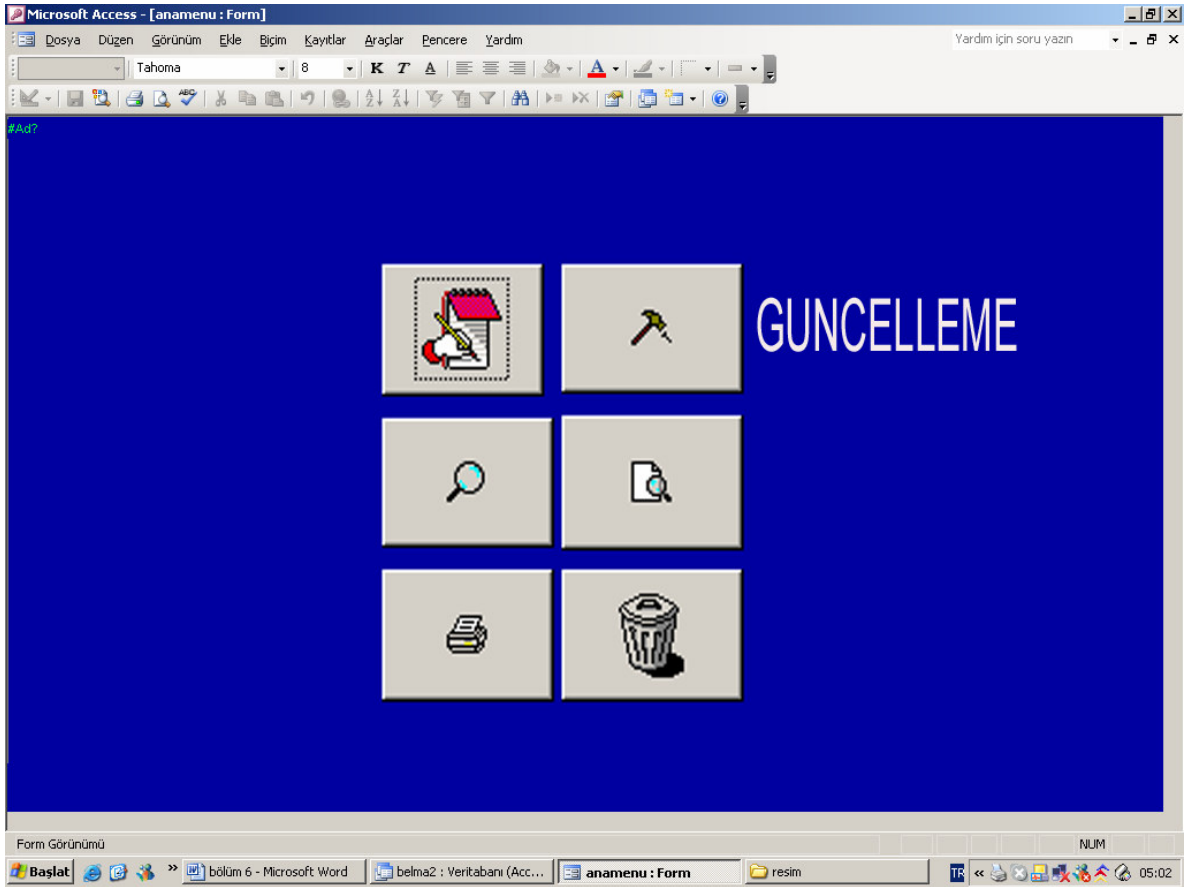 Microsoft Access - [anamenu : Form]
Dosya Düzen Görünüm Ekle Biçim Kayıtlar Araçlar Pencere Yardım Yardım için soru yazın
Tahoma 8 K T A A
#Ad?
GUNCELLEME
Form Görünümü NUM
Başlat » bölüm 6 - Microsoft Word belma2 : Veritabanı (Acc... anamenu : Form resim TR « 05:02